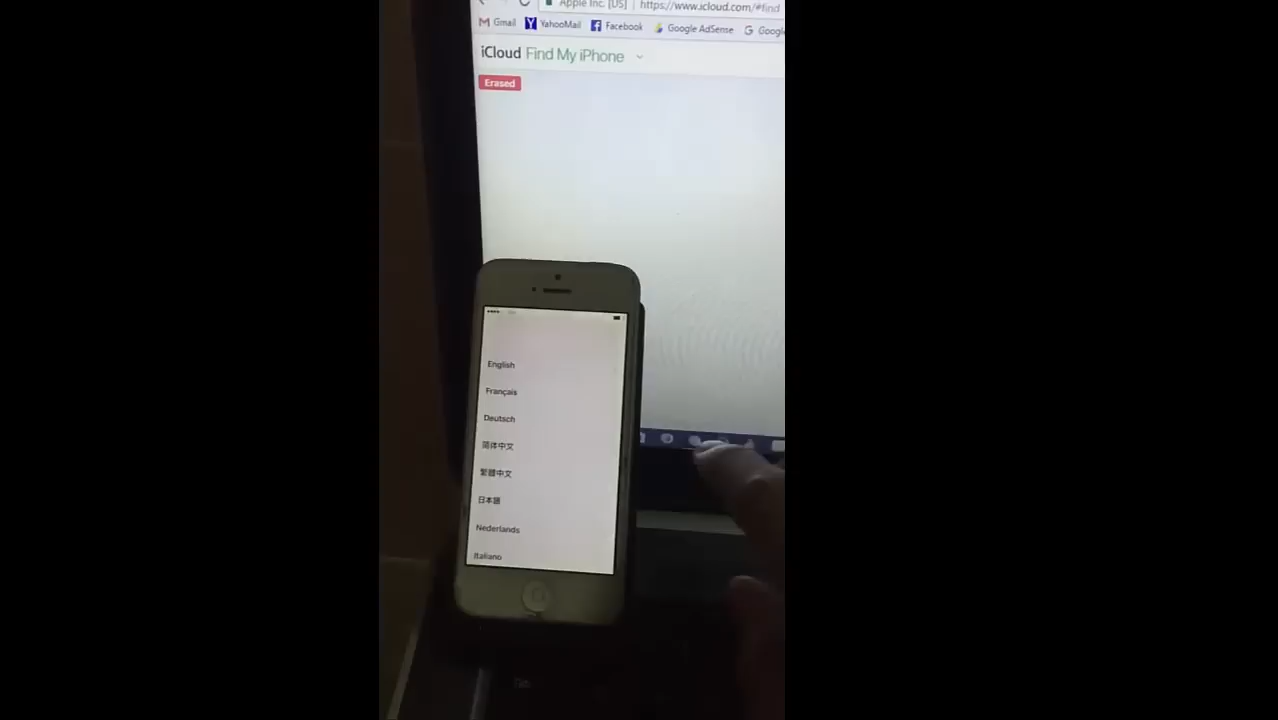 Apple Inc. [US] https://www.icloud.com/#find
Gmail YahooMail Facebook Google AdSense Googl
iCloud Find My iPhone
Erased
English
Français
Deutsch
简体中文
繁體中文
日本語
Nederlands
Italiano